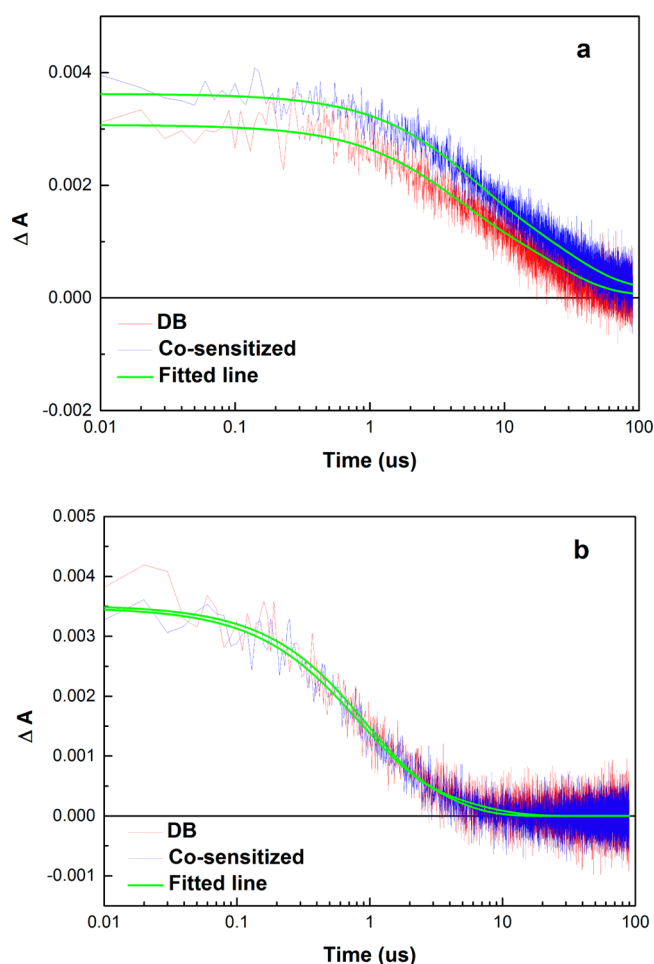 a
0.004
0.002
0.000
-0.002
Δ A
DB
Co-sensitized
Fitted line
0.01 0.1 1 10 100
Time (us)
b
0.005
0.004
0.003
0.002
0.001
0.000
-0.001
Δ A
DB
Co-sensitized
Fitted line
0.01 0.1 1 10 100
Time (us)